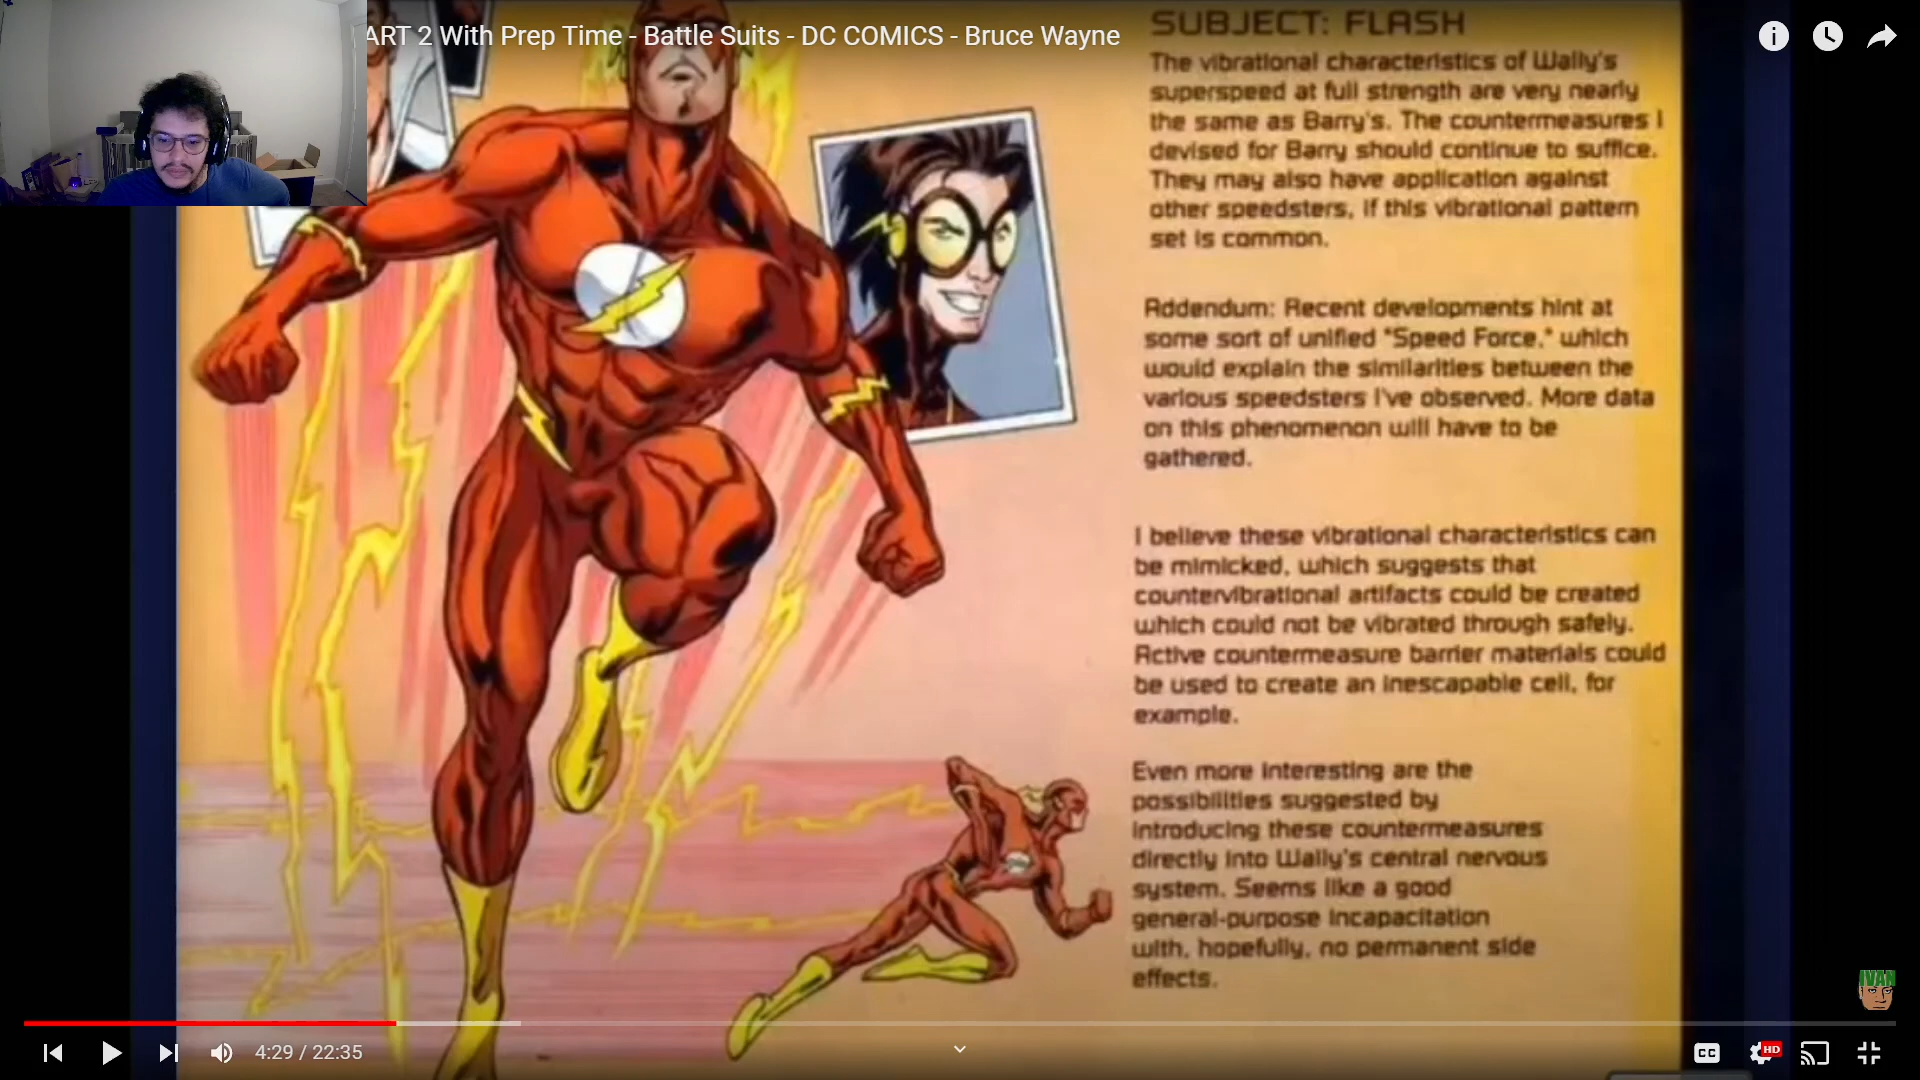 ART 2 With Prep Time - Battle Suits - DC COMICS - Bruce Wayne
SUBJECT: FLASH
The vibrational characteristics of Wally's
superspeed at full strength are very nearly
the same as Barry's. The countermeasures I
devised for Barry should continue to suffice.
They may also have application against
other speedsters, if this vibrational pattern
set is common.
Addendum: Recent developments hint at
some sort of unified "Speed Force," which
would explain the similarities between the
various speedsters I've observed. More data
on this phenomenon will have to be
gathered.
I believe these vibrational characteristics can
be mimicked, which suggests that
countervibrational artifacts could be created
which could not be vibrated through safely.
Active countermeasure barrier materials could
be used to create an inescapable cell, for
example.
Even more interesting are the
possibilities suggested by
introducing these countermeasures
directly into Wally's central nervous
system. Seems like a good
general-purpose incapacitation
with, hopefully, no permanent side
effects.
IVAN
4:29 / 22:35
CC
HD